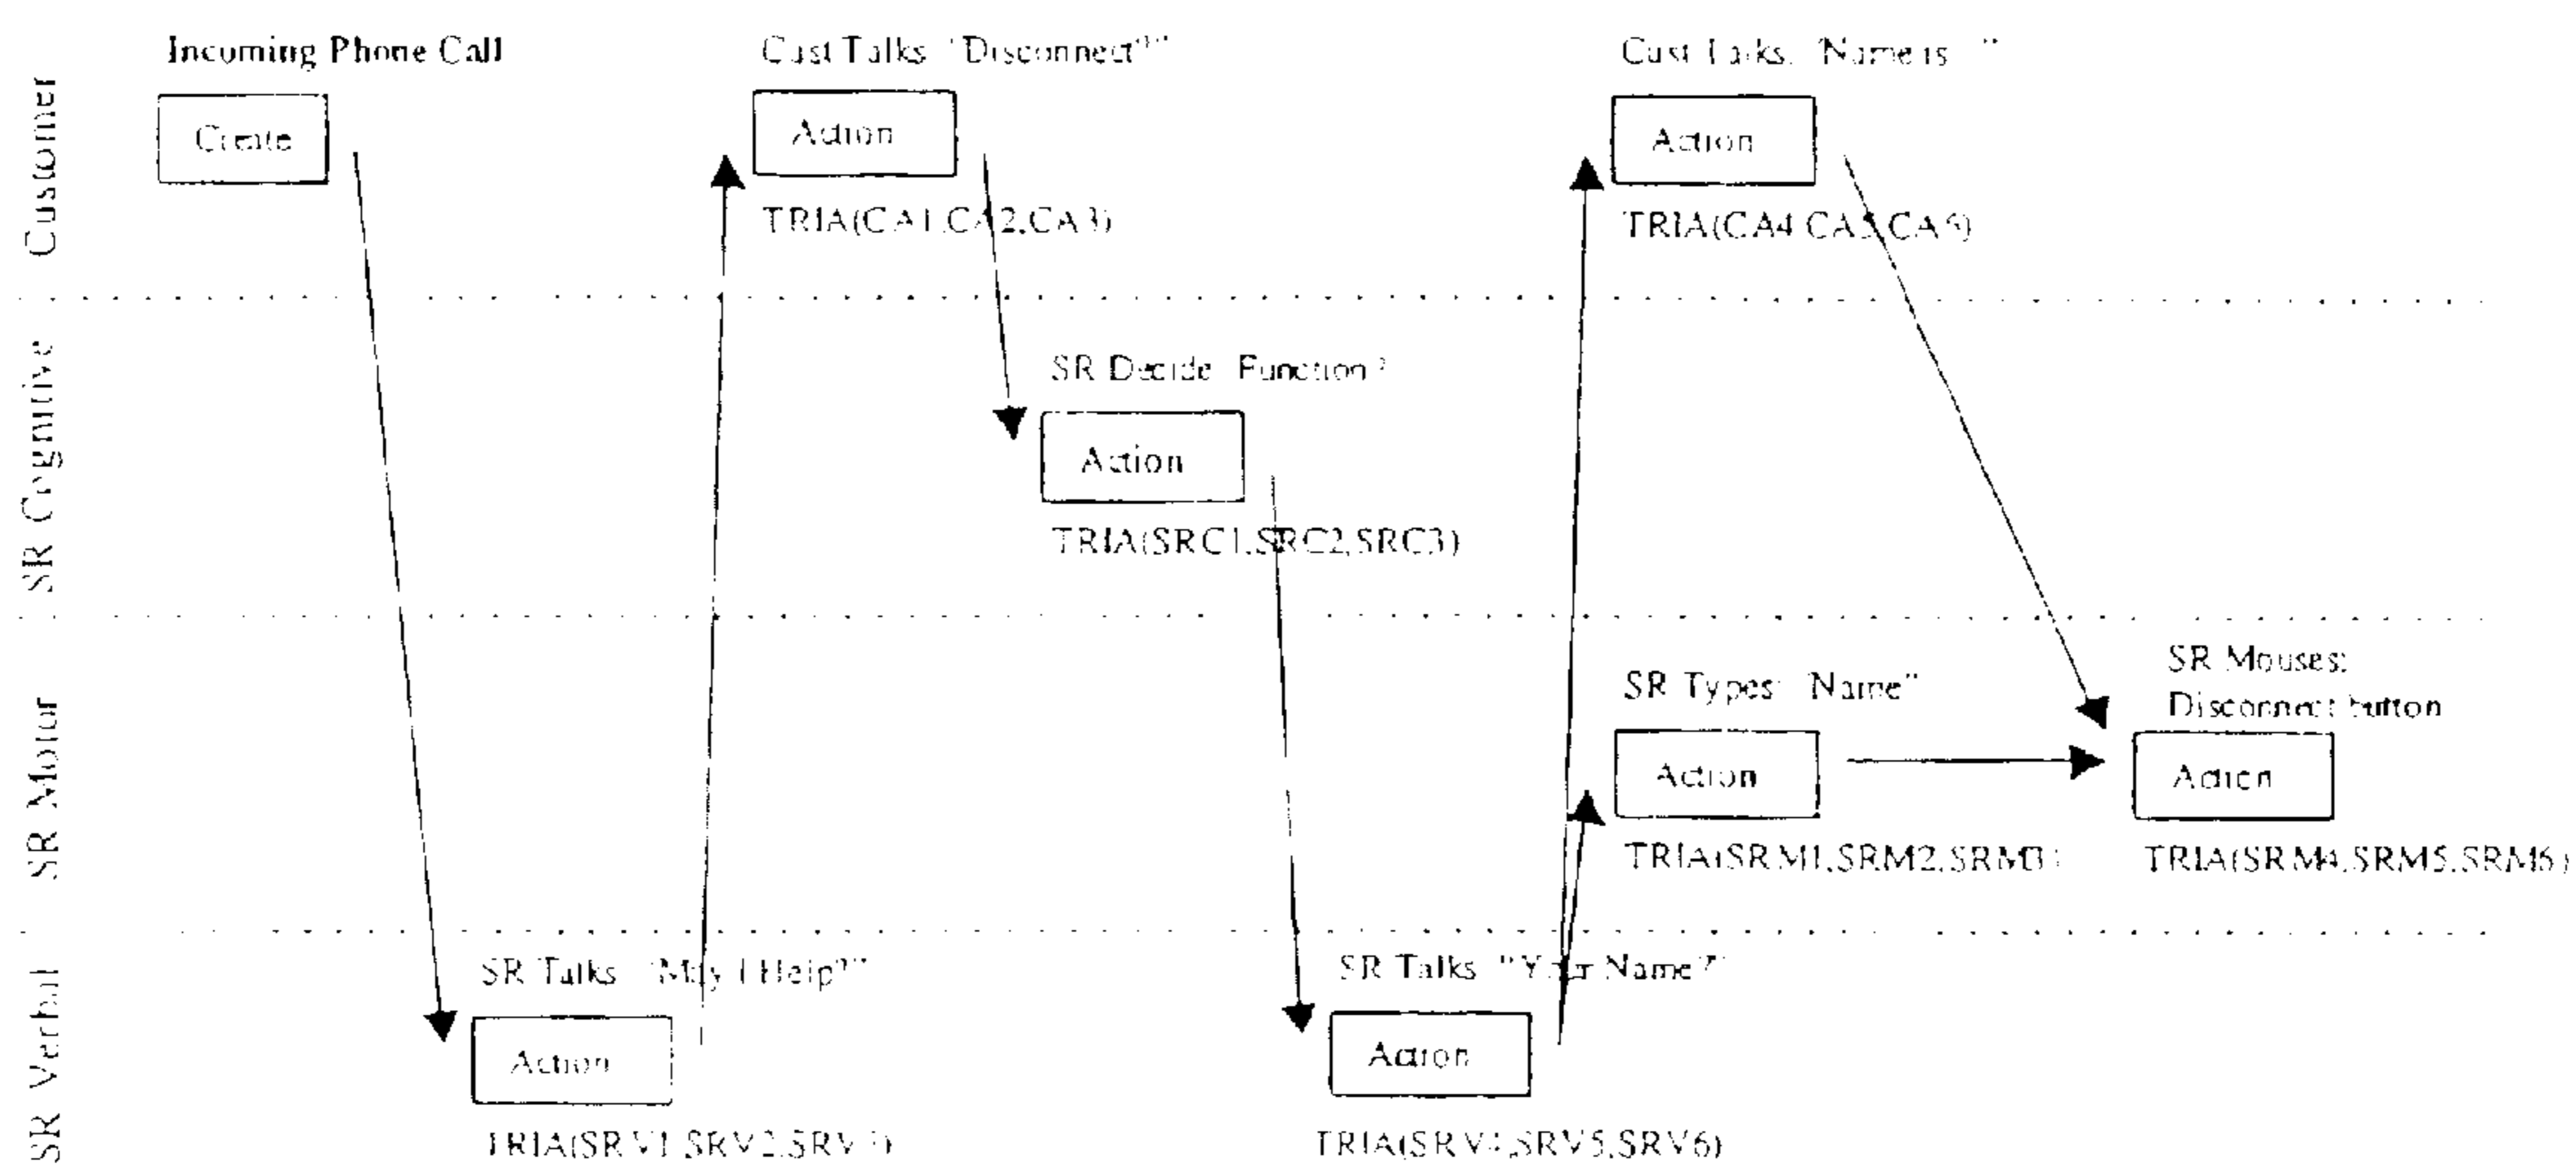 Incoming Phone Call
Create
Customer
Cust Talks "Disconnect?"
Action
TRIA(CA1,CA2,CA3)
Cust Talks "Name is "
Action
TRIA(CA4 CA5 CA6)
SR Cognitive
SR Decide Function?
Action
TRIA(SRC1,SRC2,SRC3)
SR Motor
SR Types: "Name"
Action
TRIA(SRM1,SRM2,SRM3)
SR Mouses:
Disconnect button
Action
TRIA(SRM4,SRM5,SRM6)
SR Verbal
SR Talks "May I Help?"
Action
TRIA(SRV1,SRV2,SRV3)
SR Talks "Your Name?"
Action
TRIA(SRV4,SRV5,SRV6)